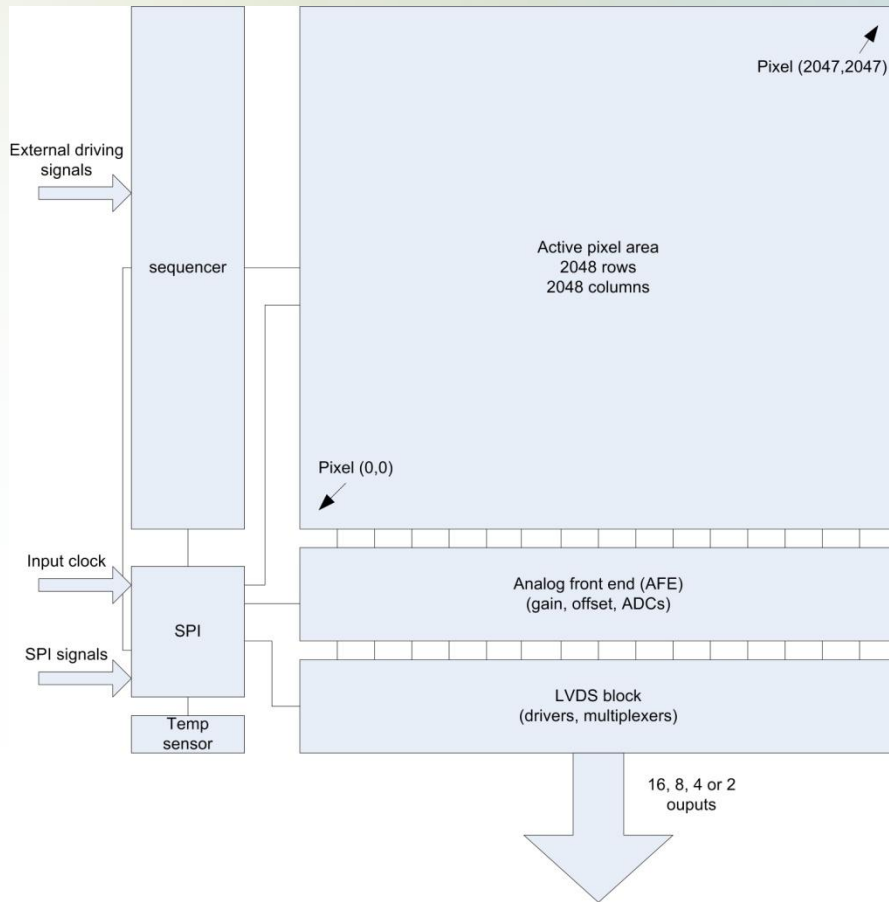 Pixel (2047,2047)
External driving
signals
sequencer
Active pixel area
2048 rows
2048 columns
Pixel (0,0)
Input clock
SPI
SPI signals
Analog front end (AFE)
(gain, offset, ADCs)
Temp
sensor
LVDS block
(drivers, multiplexers)
16, 8, 4 or 2
ouputs